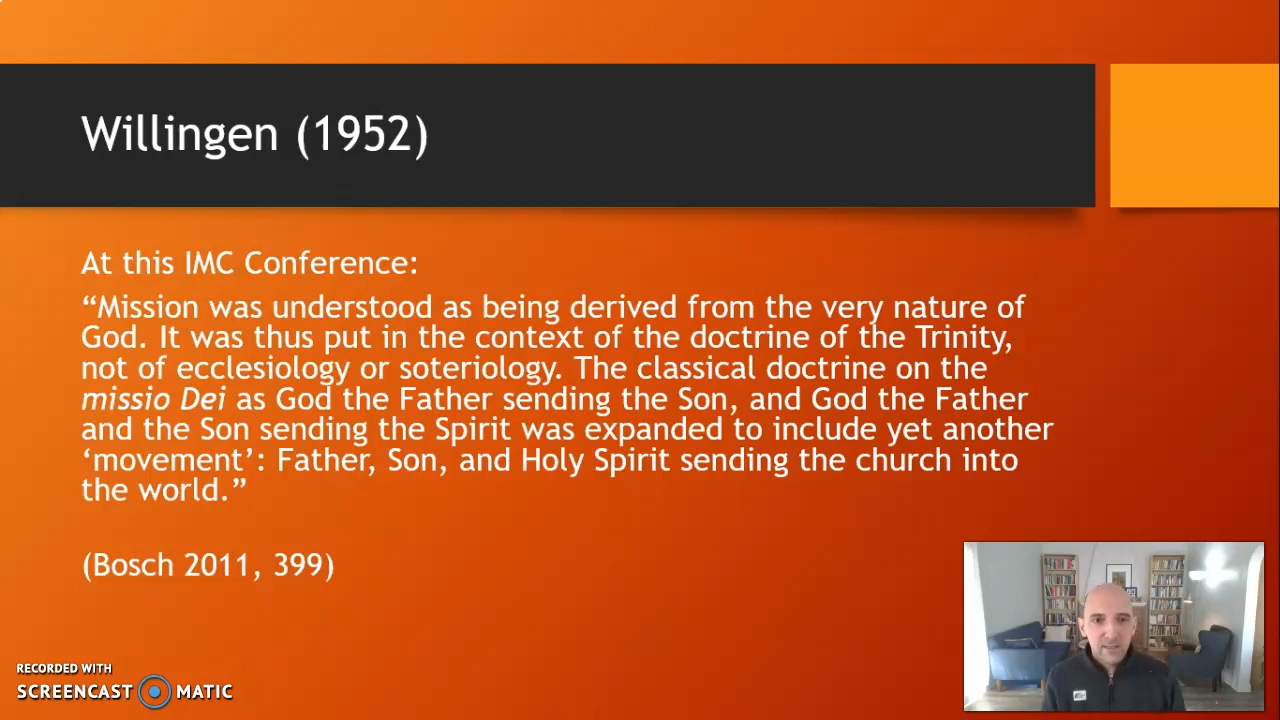 Willingen (1952)
At this IMC Conference:
“Mission was understood as being derived from the very nature of
God. It was thus put in the context of the doctrine of the Trinity,
not of ecclesiology or soteriology. The classical doctrine on the
missio Dei as God the Father sending the Son, and God the Father
and the Son sending the Spirit was expanded to include yet another
‘movement’: Father, Son, and Holy Spirit sending the church into
the world.”
(Bosch 2011, 399)
RECORDED WITH
SCREENCAST MATIC